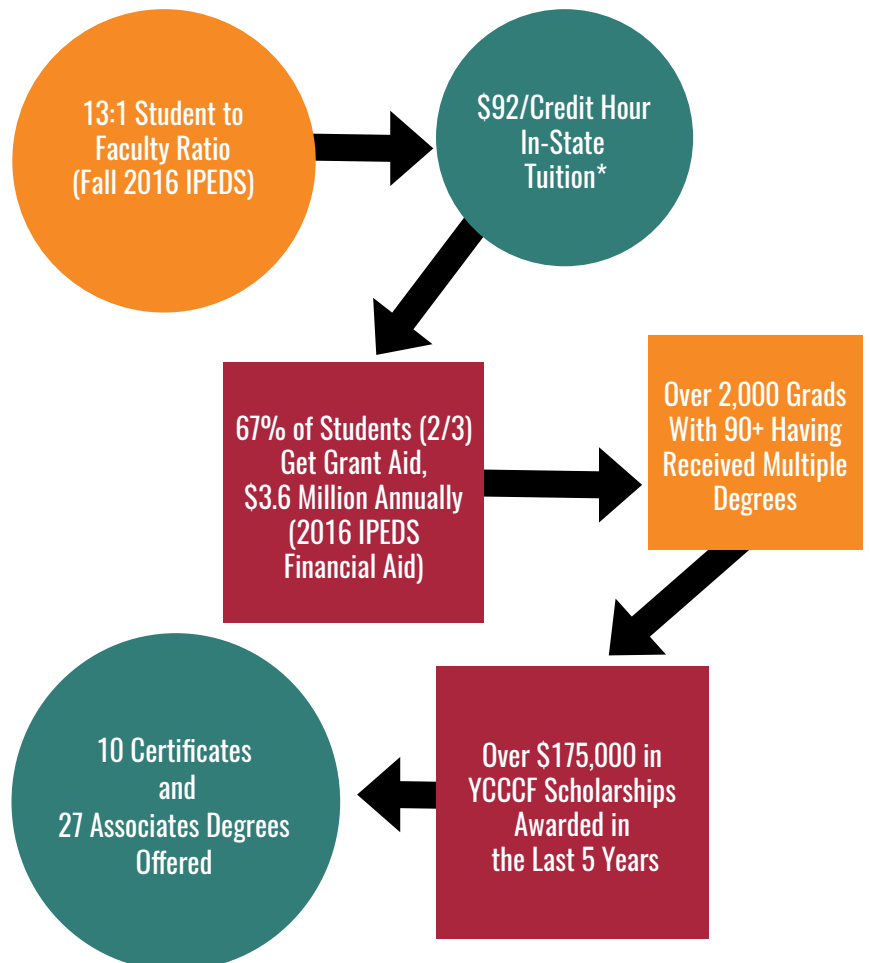 13:1 Student to
Faculty Ratio
(Fall 2016 IPEDS)
$92/Credit Hour
In-State
Tuition*
67% of Students (2/3)
Get Grant Aid,
$3.6 Million Annually
(2016 IPEDS
Financial Aid)
Over 2,000 Grads
With 90+ Having
Received Multiple
Degrees
Over $175,000 in
YCCCF Scholarships
Awarded in
the Last 5 Years
10 Certificates
and
27 Associates Degrees
Offered